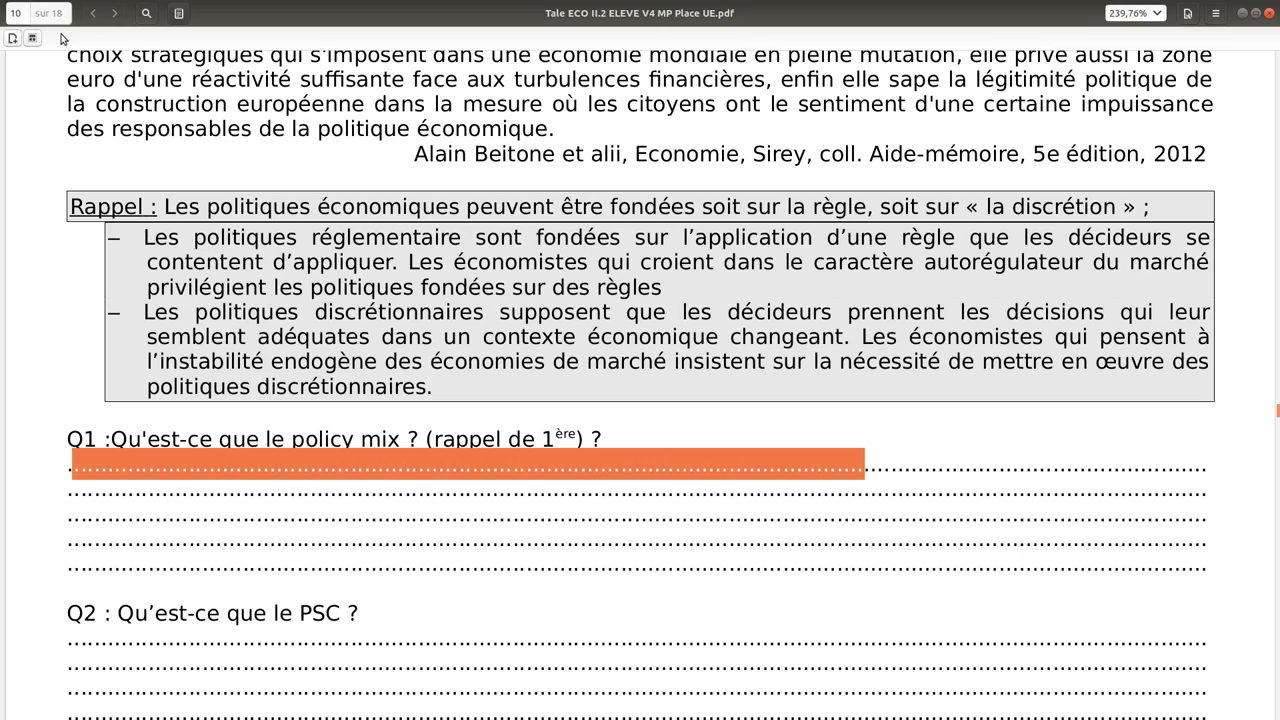 10 sur 18 Tale ECO II.2 ELEVE V4 MP Place UE.pdf 239,76%
choix stratégiques qui s'imposent dans une économie mondiale en pleine mutation, elle prive aussi la zone
euro d'une réactivité suffisante face aux turbulences financières, enfin elle sape la légitimité politique de
la construction européenne dans la mesure où les citoyens ont le sentiment d'une certaine impuissance
des responsables de la politique économique.
Alain Beitone et alii, Economie, Sirey, coll. Aide-mémoire, 5e édition, 2012
Rappel : Les politiques économiques peuvent être fondées soit sur la règle, soit sur « la discrétion » ;
– Les politiques réglementaire sont fondées sur l’application d’une règle que les décideurs se
contentent d’appliquer. Les économistes qui croient dans le caractère autorégulateur du marché
privilégient les politiques fondées sur des règles
– Les politiques discrétionnaires supposent que les décideurs prennent les décisions qui leur
semblent adéquates dans un contexte économique changeant. Les économistes qui pensent à
l’instabilité endogène des économies de marché insistent sur la nécessité de mettre en œuvre des
politiques discrétionnaires.
Q1 :Qu'est-ce que le policy mix ? (rappel de 1ère) ?
Q2 : Qu’est-ce que le PSC ?